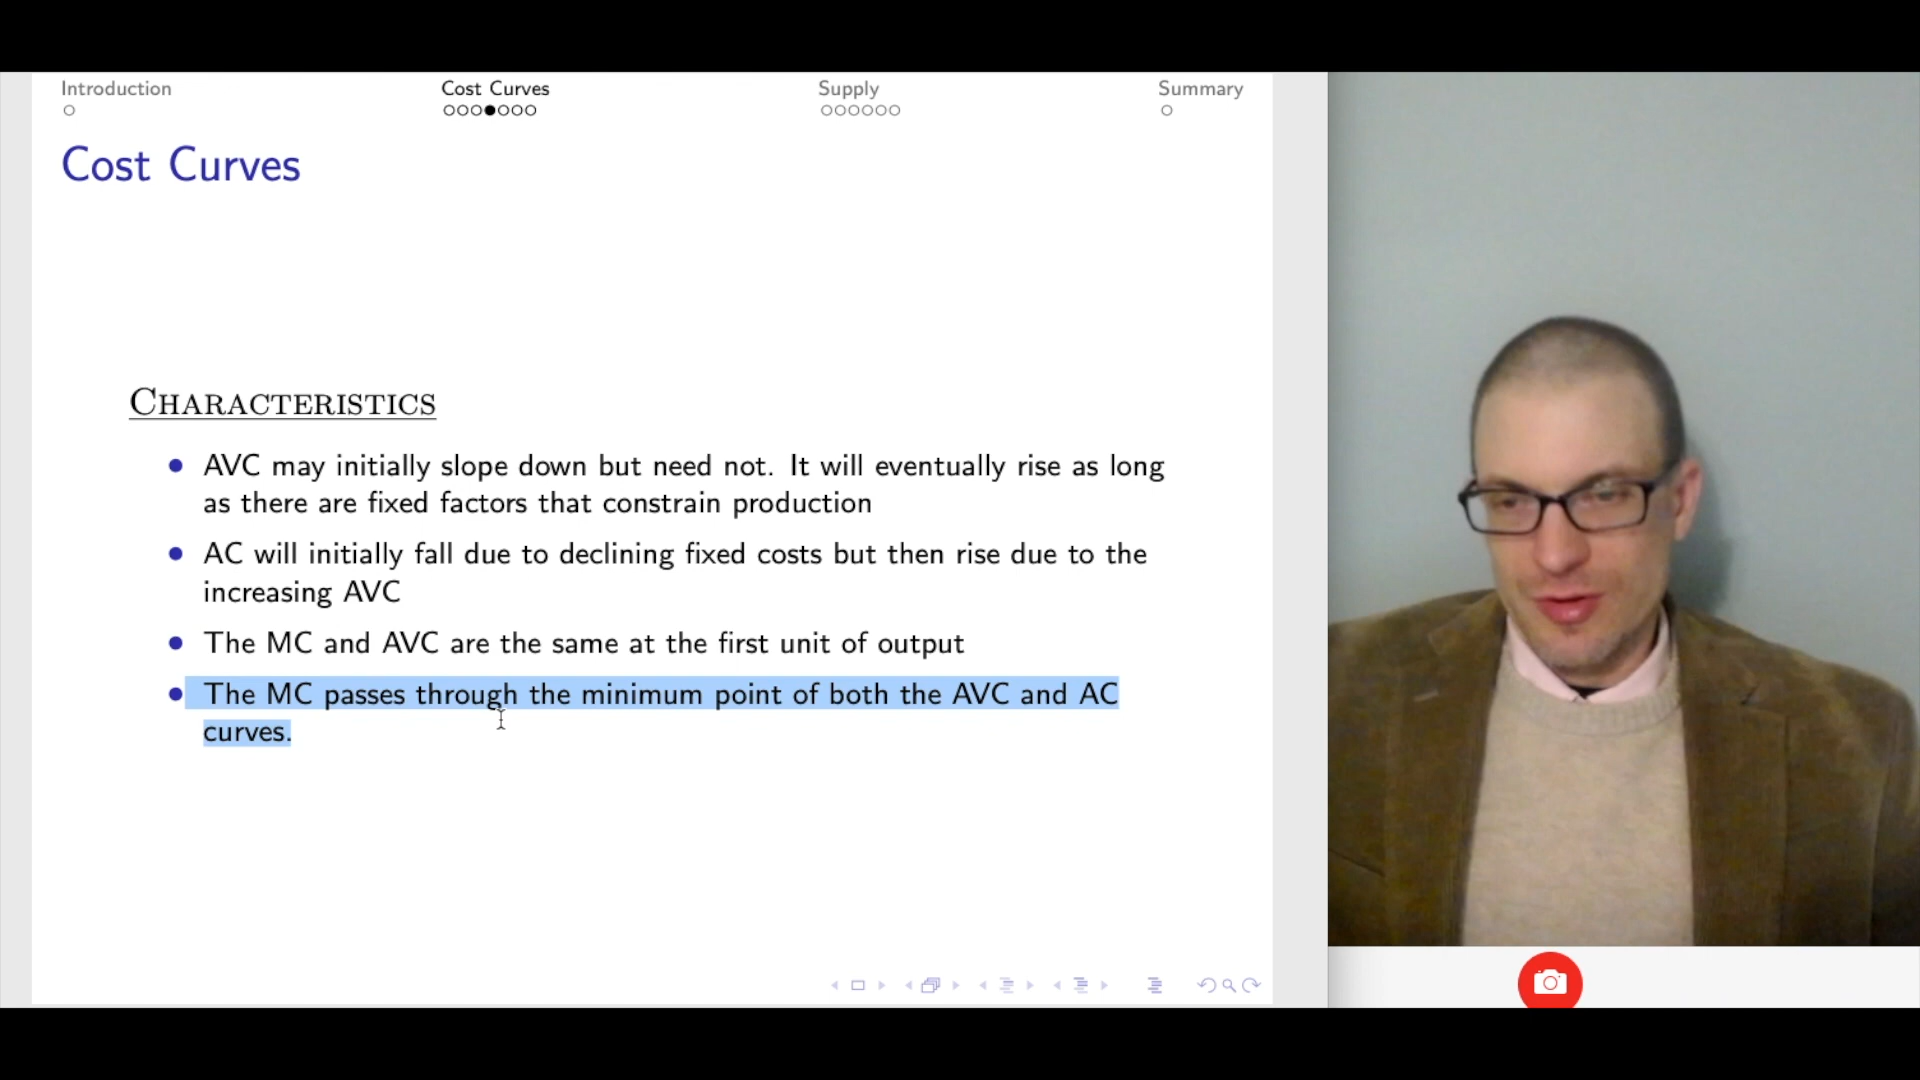 Introduction
Cost Curves
Supply
Summary
Cost Curves
Characteristics
AVC may initially slope down but need not. It will eventually rise as long
as there are fixed factors that constrain production
AC will initially fall due to declining fixed costs but then rise due to the
increasing AVC
The MC and AVC are the same at the first unit of output
The MC passes through the minimum point of both the AVC and AC
curves.